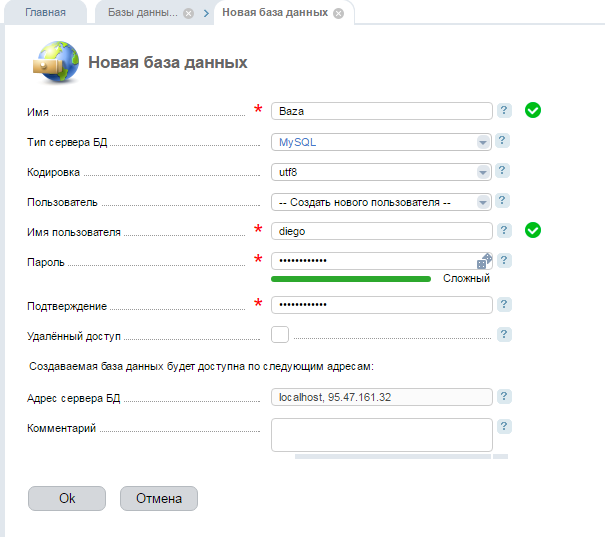 Главная Базы данны... Новая база данных
Новая база данных
Имя * Baza ?
Тип сервера БД MySQL ?
Кодировка utf8 ?
Пользователь -- Создать нового пользователя -- ?
Имя пользователя * diego ?
Пароль * •••••••••••• ?
Сложный
Подтверждение * •••••••••••• ?
Удалённый доступ ?
Создаваемая база данных будет доступна по следующим адресам:
Адрес сервера БД localhost, 95.47.161.32 ?
Комментарий ?
Ok Отмена